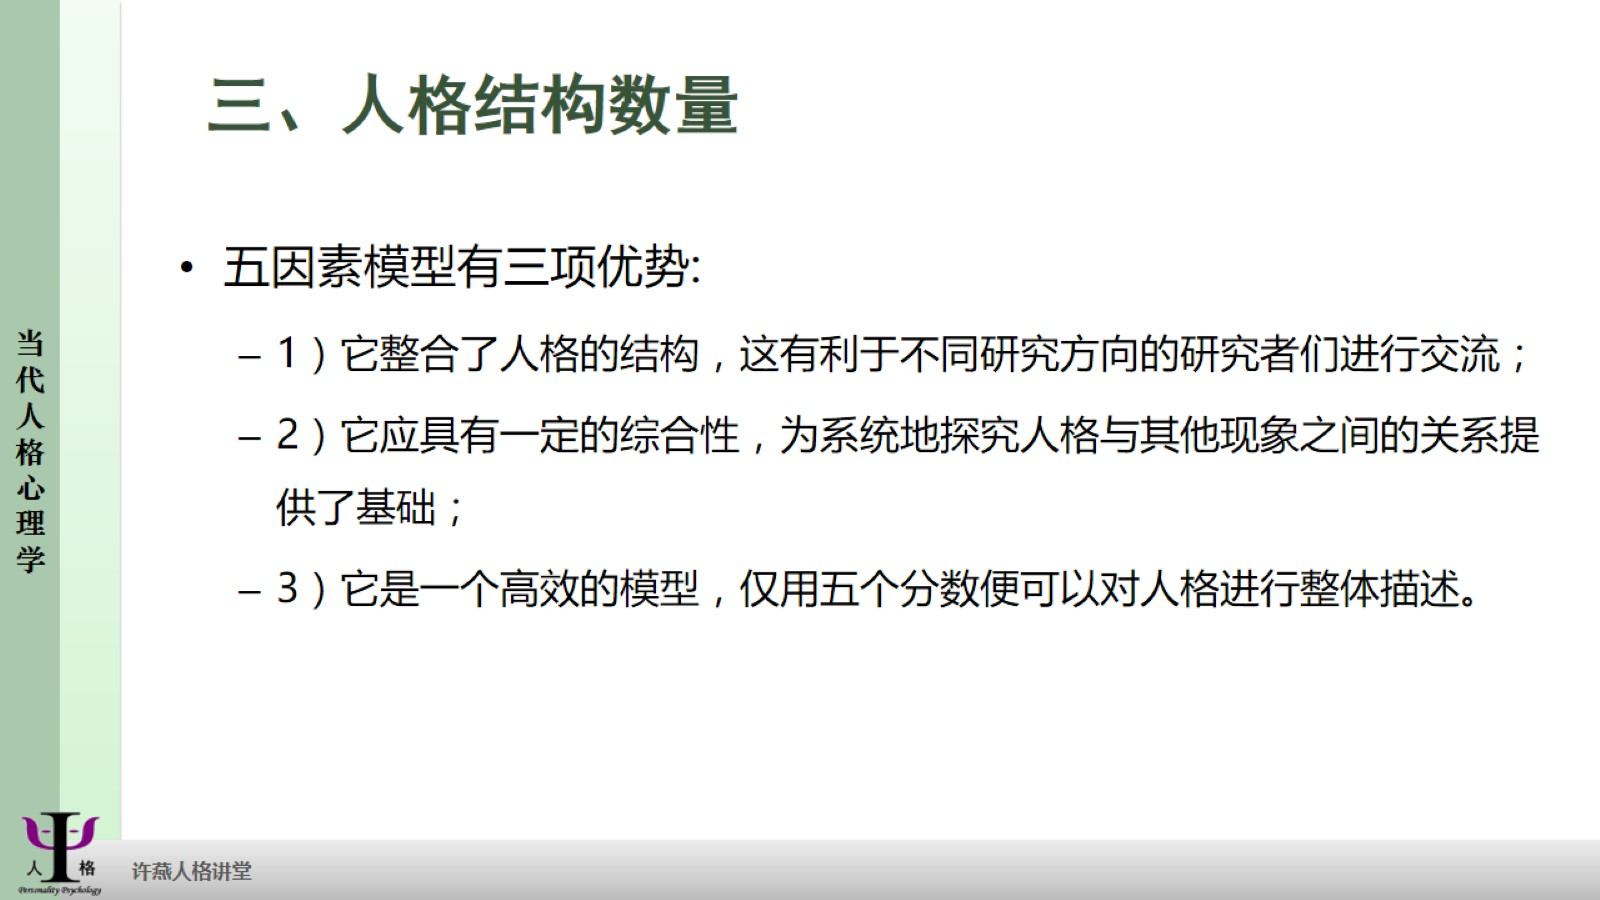 三、人格结构数量
• 五因素模型有三项优势:
– 1）它整合了人格的结构，这有利于不同研究方向的研究者们进行交流；
– 2）它应具有一定的综合性，为系统地探究人格与其他现象之间的关系提
供了基础；
– 3）它是一个高效的模型，仅用五个分数便可以对人格进行整体描述。
当代人格心理学
人 格
Personality Psychology
许燕人格讲堂